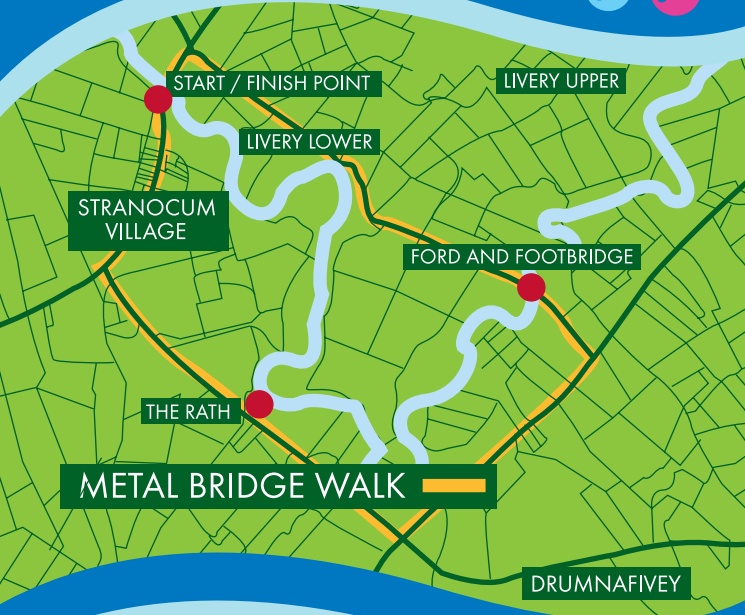 START / FINISH POINT
LIVERY UPPER
LIVERY LOWER
STRANOCUM
VILLAGE
FORD AND FOOTBRIDGE
THE RATH
METAL BRIDGE WALK
DRUMNAFIVEY